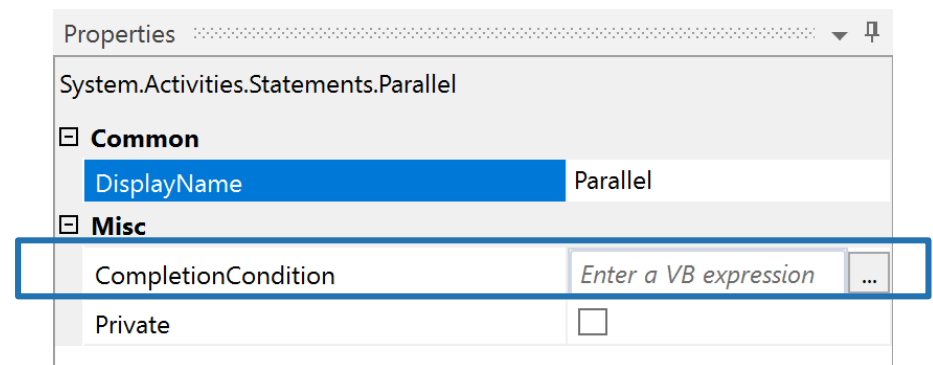 Properties
System.Activities.Statements.Parallel
Common
DisplayName Parallel
Misc
CompletionCondition Enter a VB expression ...
Private